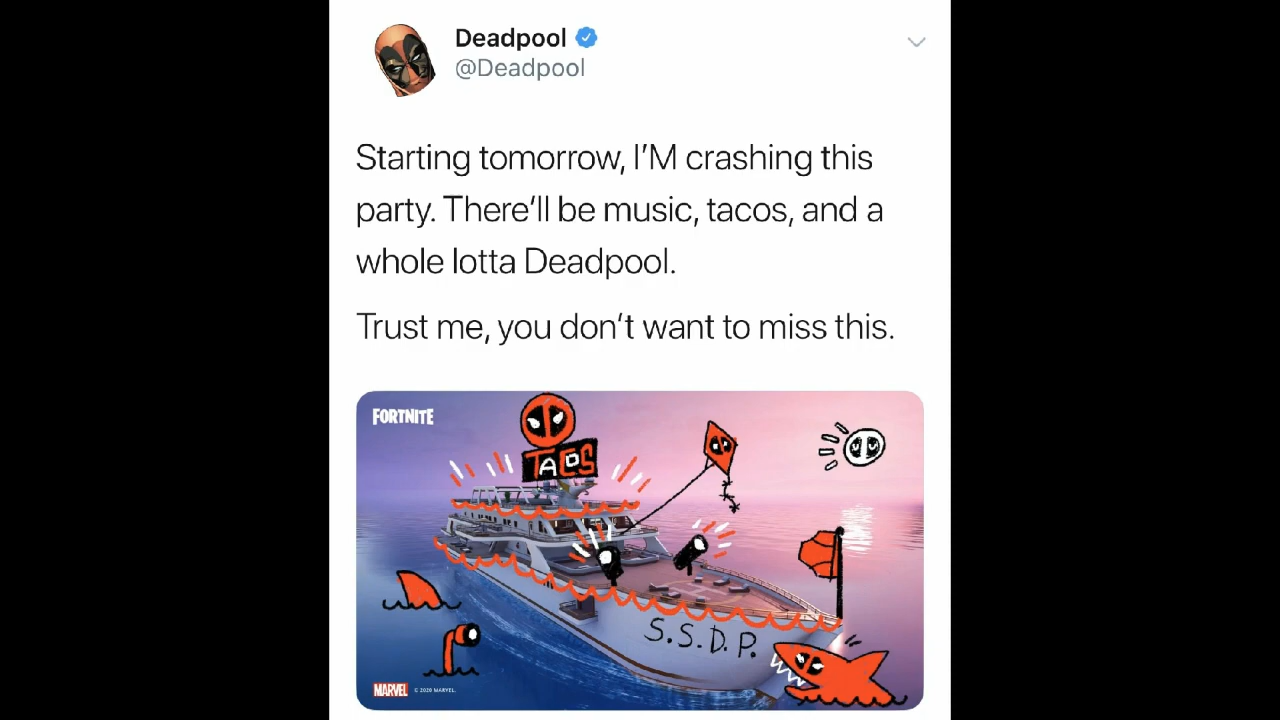 Deadpool
@Deadpool
Starting tomorrow, I’M crashing this
party. There’ll be music, tacos, and a
whole lotta Deadpool.
Trust me, you don’t want to miss this.
FORTNITE
TACOS
S.S.D.P.
MARVEL © 2020 MARVEL.